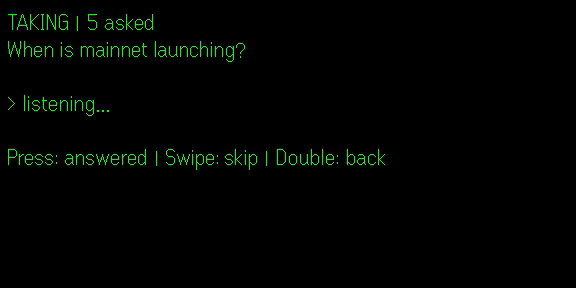 TAKING | 5 asked
When is mainnet launching?
> listening...
Press: answered | Swipe: skip | Double: back